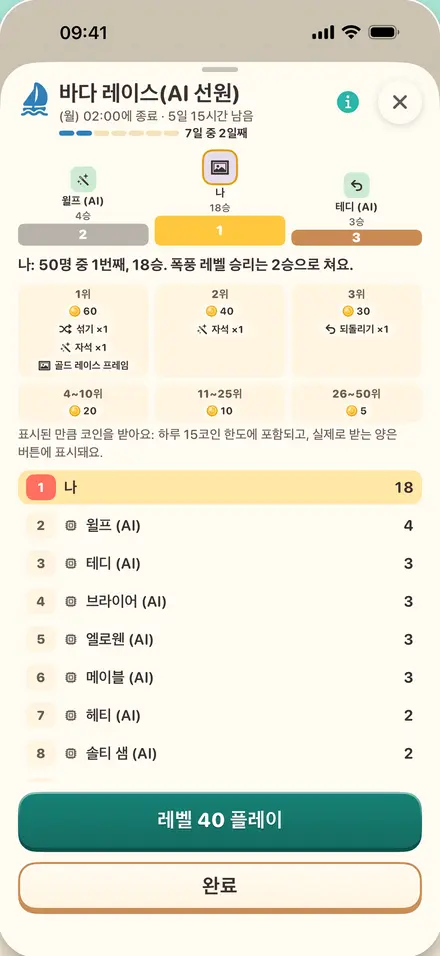 09:41
바다 레이스(AI 선원)
(월) 02:00에 종료 · 5일 15시간 남음
7일 중 2일째
나
18승
1
윌프 (AI)
4승
2
테디 (AI)
3승
3
나: 50명 중 1번째, 18승. 폭풍 레벨 승리는 2승으로 쳐요.
1위
60
섞기 ×1
자석 ×1
골드 레이스 프레임
2위
40
자석 ×1
3위
30
되돌리기 ×1
4~10위
20
11~25위
10
26~50위
5
표시된 만큼 코인을 받아요: 하루 15코인 한도에 포함되고, 실제로 받는 양은
버튼에 표시돼요.
1 나 18
2 윌프 (AI) 4
3 테디 (AI) 3
4 브라이어 (AI) 3
5 엘로웬 (AI) 3
6 메이블 (AI) 3
7 헤티 (AI) 2
8 솔티 샘 (AI) 2
레벨 40 플레이
완료